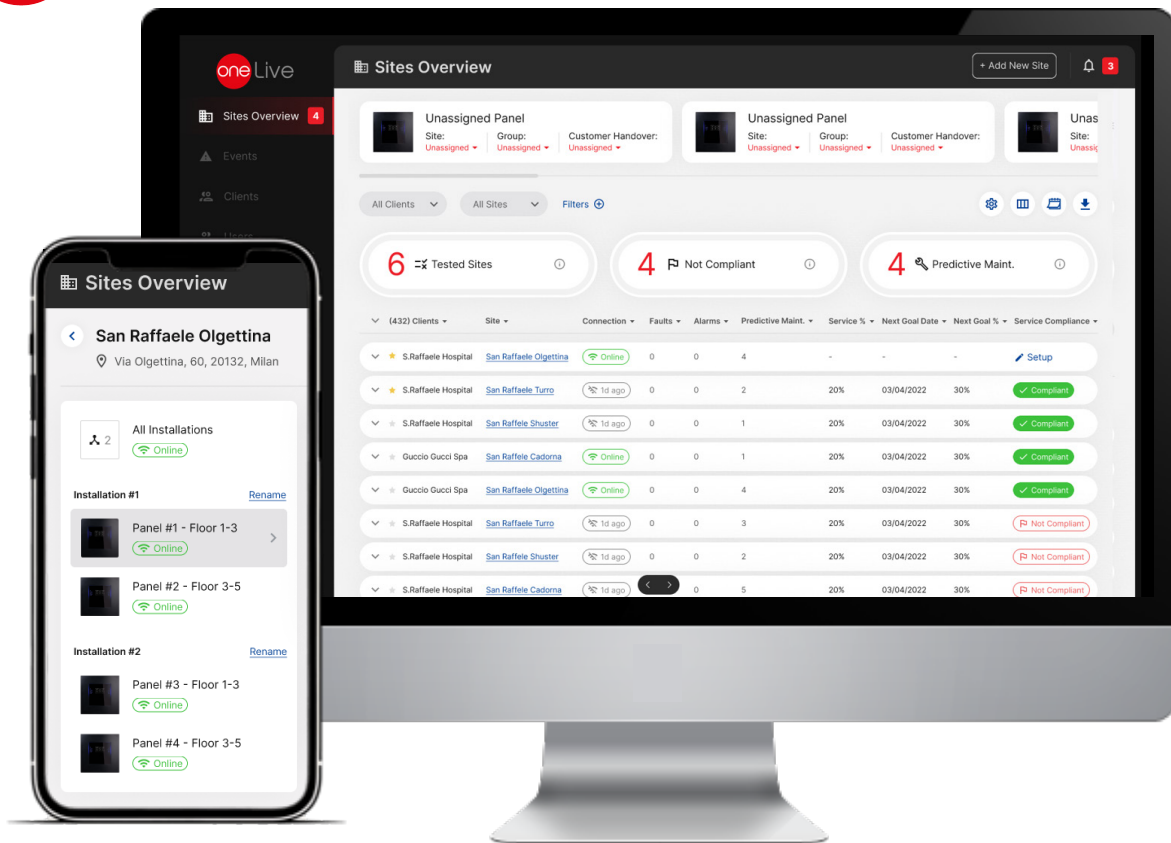 one Live
Sites Overview
+ Add New Site
3
Sites Overview 4
Events
Clients
Users
Unassigned Panel
Site: Group: Customer Handover:
Unassigned Unassigned Unassigned
Unassigned Panel
Site: Group: Customer Handover:
Unassigned Unassigned Unassigned
Unas
Site:
Unassig
All Clients All Sites Filters
6 Tested Sites
4 Not Compliant
4 Predictive Maint.
(432) Clients Site Connection Faults Alarms Predictive Maint. Service % Next Goal Date Next Goal % Service Compliance
S.Raffaele Hospital San Raffaele Olgettina Online 0 0 4 - - - Setup
S.Raffaele Hospital San Raffaele Turro 1d ago 0 0 2 20% 03/04/2022 30% Compliant
S.Raffaele Hospital San Raffele Shuster 1d ago 0 0 1 20% 03/04/2022 30% Compliant
Guccio Gucci Spa San Raffele Cadorna Online 0 0 1 20% 03/04/2022 30% Compliant
Guccio Gucci Spa San Raffaele Olgettina Online 0 0 4 20% 03/04/2022 30% Compliant
S.Raffaele Hospital San Raffaele Turro 1d ago 0 0 3 20% 03/04/2022 30% Not Compliant
S.Raffaele Hospital San Raffele Shuster 1d ago 0 0 2 20% 03/04/2022 30% Not Compliant
S.Raffaele Hospital San Raffele Cadorna 1d ago 0 5 20% 03/04/2022 30% Not Compliant
Sites Overview
San Raffaele Olgettina
Via Olgettina, 60, 20132, Milan
2
All Installations
Online
Installation #1 Rename
Panel #1 - Floor 1-3
Online
Panel #2 - Floor 3-5
Online
Installation #2 Rename
Panel #3 - Floor 1-3
Online
Panel #4 - Floor 3-5
Online